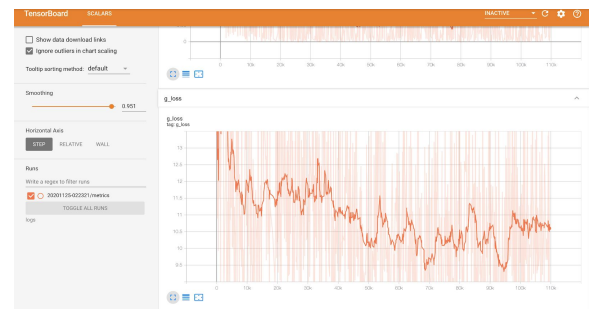 TensorBoard SCALARS INACTIVE
Show data download links
Ignore outliers in chart scaling
Tooltip sorting method: default
Smoothing
0.951
Horizontal Axis
STEP RELATIVE WALL
Runs
Write a regex to filter runs
20201125-022321/metrics
TOGGLE ALL RUNS
logs
0
0 10k 20k 30k 40k 50k 60k 70k 80k 90k 100k 110k
g_loss
g_loss
tag: g_loss
13
12.5
12
11.5
11
10.5
10
9.5
0 10k 20k 30k 40k 50k 60k 70k 80k 90k 100k 110k